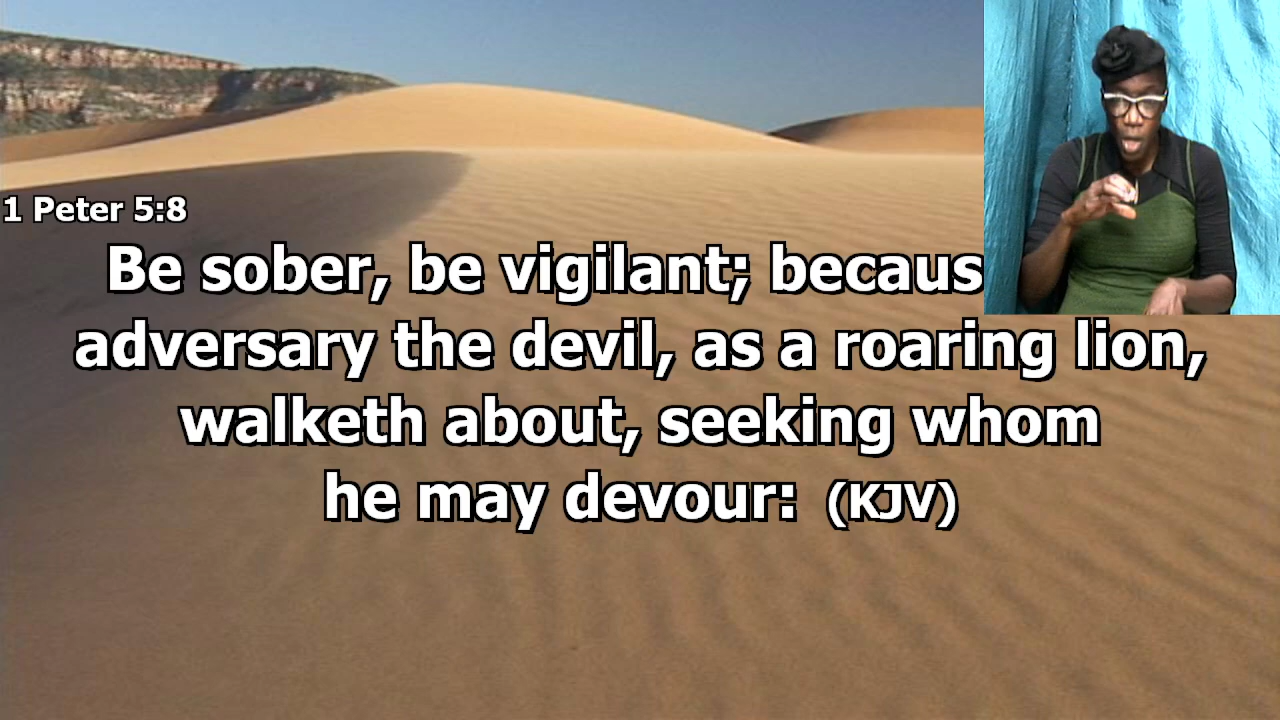 1 Peter 5:8
Be sober, be vigilant; becaus
adversary the devil, as a roaring lion,
walketh about, seeking whom
he may devour: (KJV)